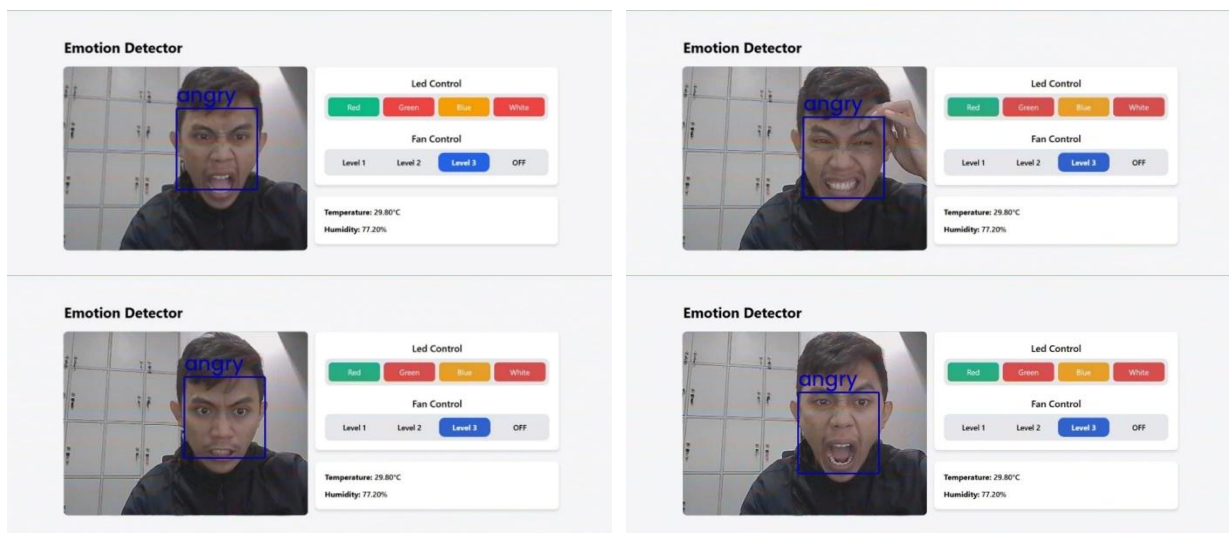 Emotion Detector
angry
Led Control
Red Green Blue White
Fan Control
Level 1 Level 2 Level 3 OFF
Temperature: 29.80°C
Humidity: 77.20%
Emotion Detector
angry
Led Control
Red Green Blue White
Fan Control
Level 1 Level 2 Level 3 OFF
Temperature: 29.80°C
Humidity: 77.20%
Emotion Detector
angry
Led Control
Red Green Blue White
Fan Control
Level 1 Level 2 Level 3 OFF
Temperature: 29.80°C
Humidity: 77.20%
Emotion Detector
angry
Led Control
Red Green Blue White
Fan Control
Level 1 Level 2 Level 3 OFF
Temperature: 29.80°C
Humidity: 77.20%